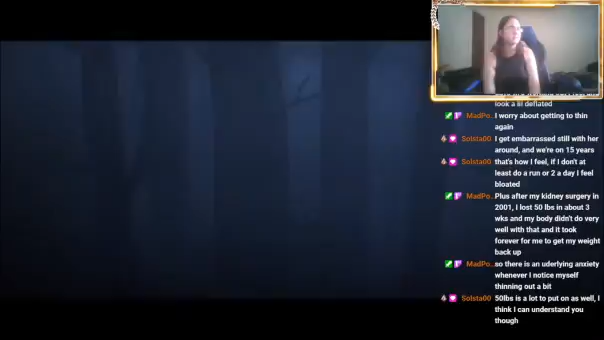 look a lil deflated
MadPo... I worry about getting to thin
again
Solsta00 I get embarrassed still with her
around, and we're on 15 years
Solsta00 that's how I feel, if I don't at
least do a run or 2 a day I feel
bloated
MadPo... Plus after my kidney surgery in
2001, I lost 50 lbs in about 3
wks and my body didn't do very
well with that and it took
forever for me to get my weight
back up
MadPo... so there is an uderlying anxiety
whenever I notice myself
thinning out a bit
Solsta00 50lbs is a lot to put on as well, I
think I can understand you
though